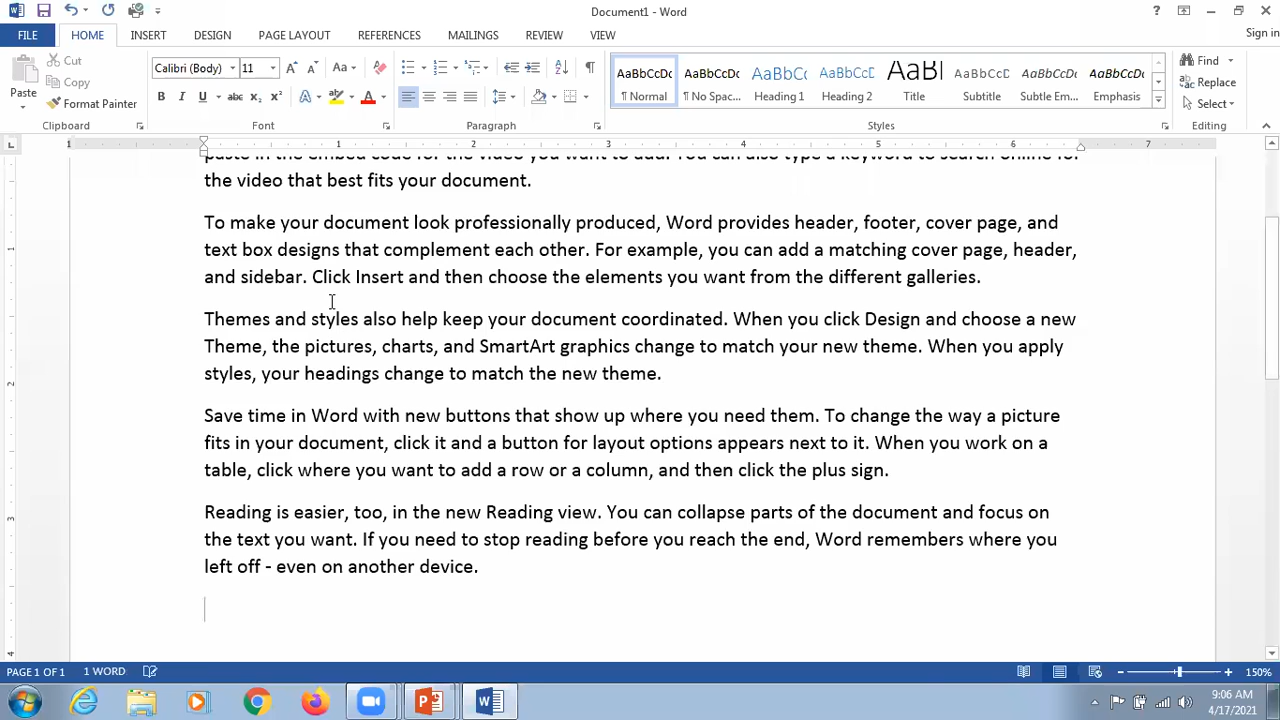 Document1 - Word
Sign in
FILE HOME INSERT DESIGN PAGE LAYOUT REFERENCES MAILINGS REVIEW VIEW
Paste
Cut
Copy
Format Painter
Clipboard
Calibri (Body) 11
Font
Paragraph
AaBbCcDc AaBbCcDc AaBbCc AaBbCcD AaBl AaBbCcD AaBbCcDc AaBbCcDc
¶ Normal ¶ No Spac... Heading 1 Heading 2 Title Subtitle Subtle Em... Emphasis
Styles
Find
Replace
Select
Editing
1 1 2 3 4 5 6 7
paste in the embed code for the video you want to add. You can also type a keyword to search online for
the video that best fits your document.
To make your document look professionally produced, Word provides header, footer, cover page, and
text box designs that complement each other. For example, you can add a matching cover page, header,
and sidebar. Click Insert and then choose the elements you want from the different galleries.
Themes and styles also help keep your document coordinated. When you click Design and choose a new
Theme, the pictures, charts, and SmartArt graphics change to match your new theme. When you apply
styles, your headings change to match the new theme.
Save time in Word with new buttons that show up where you need them. To change the way a picture
fits in your document, click it and a button for layout options appears next to it. When you work on a
table, click where you want to add a row or a column, and then click the plus sign.
Reading is easier, too, in the new Reading view. You can collapse parts of the document and focus on
the text you want. If you need to stop reading before you reach the end, Word remembers where you
left off - even on another device.
PAGE 1 OF 1 1 WORD
150%
9:06 AM
4/17/2021